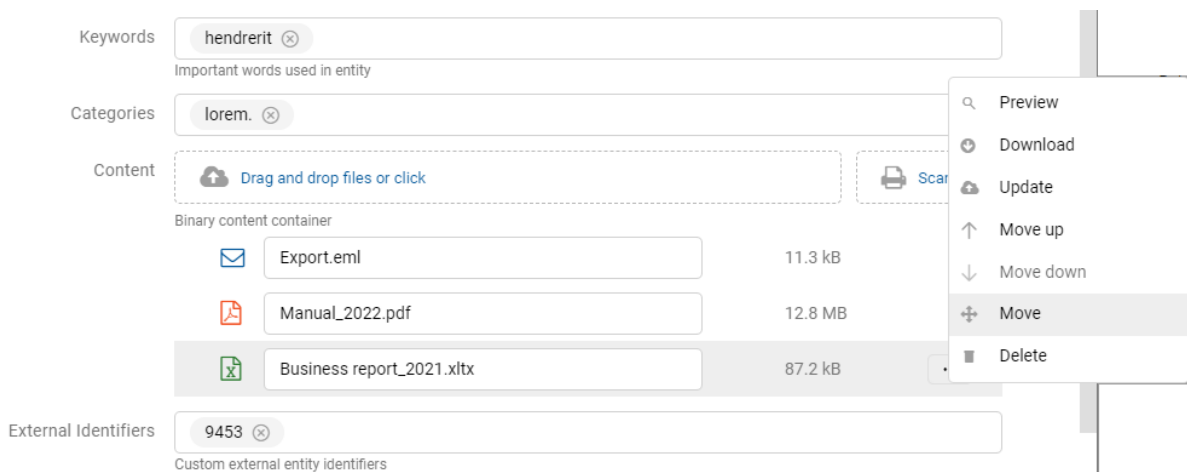 Keywords
hendrerit
Important words used in entity
Categories
lorem.
Content
Drag and drop files or click
Binary content container
Export.eml 11.3 kB
Manual_2022.pdf 12.8 MB
Business report_2021.xltx 87.2 kB
External Identifiers
9453
Custom external entity identifiers
Preview
Download
Update
Move up
Move down
Move
Delete